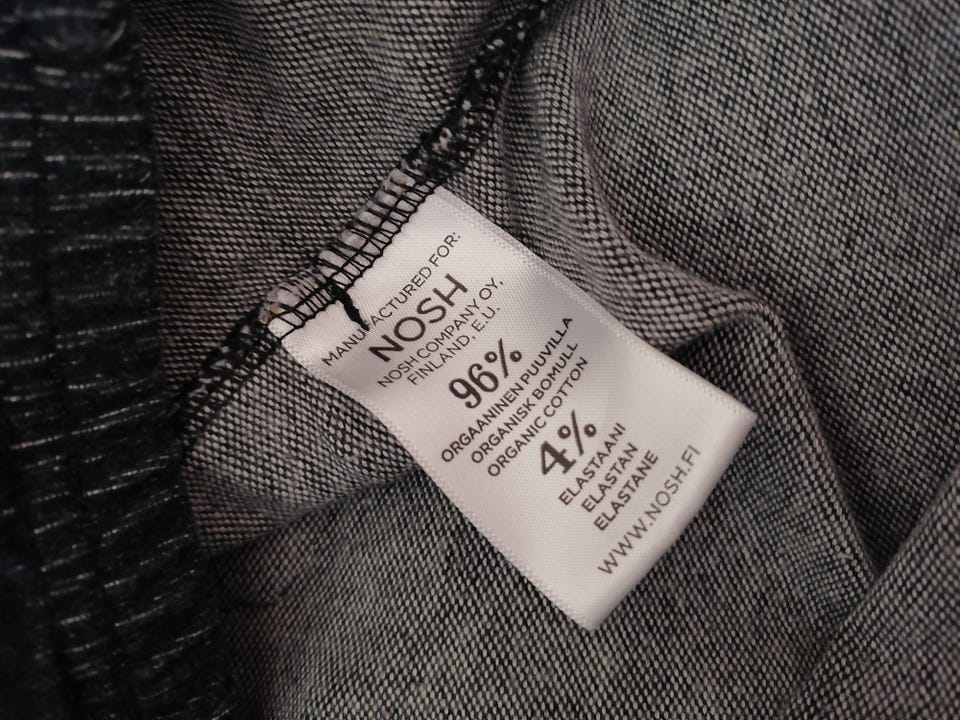 MANUFACTURED FOR:
NOSH
NOSH COMPANY OY,
FINLAND, E.U.
96%
ORGAANINEN PUUVILLA
ORGANISK BOMULL
ORGANIC COTTON
4%
ELASTAANI
ELASTAN
ELASTANE
WWW.NOSH.FI